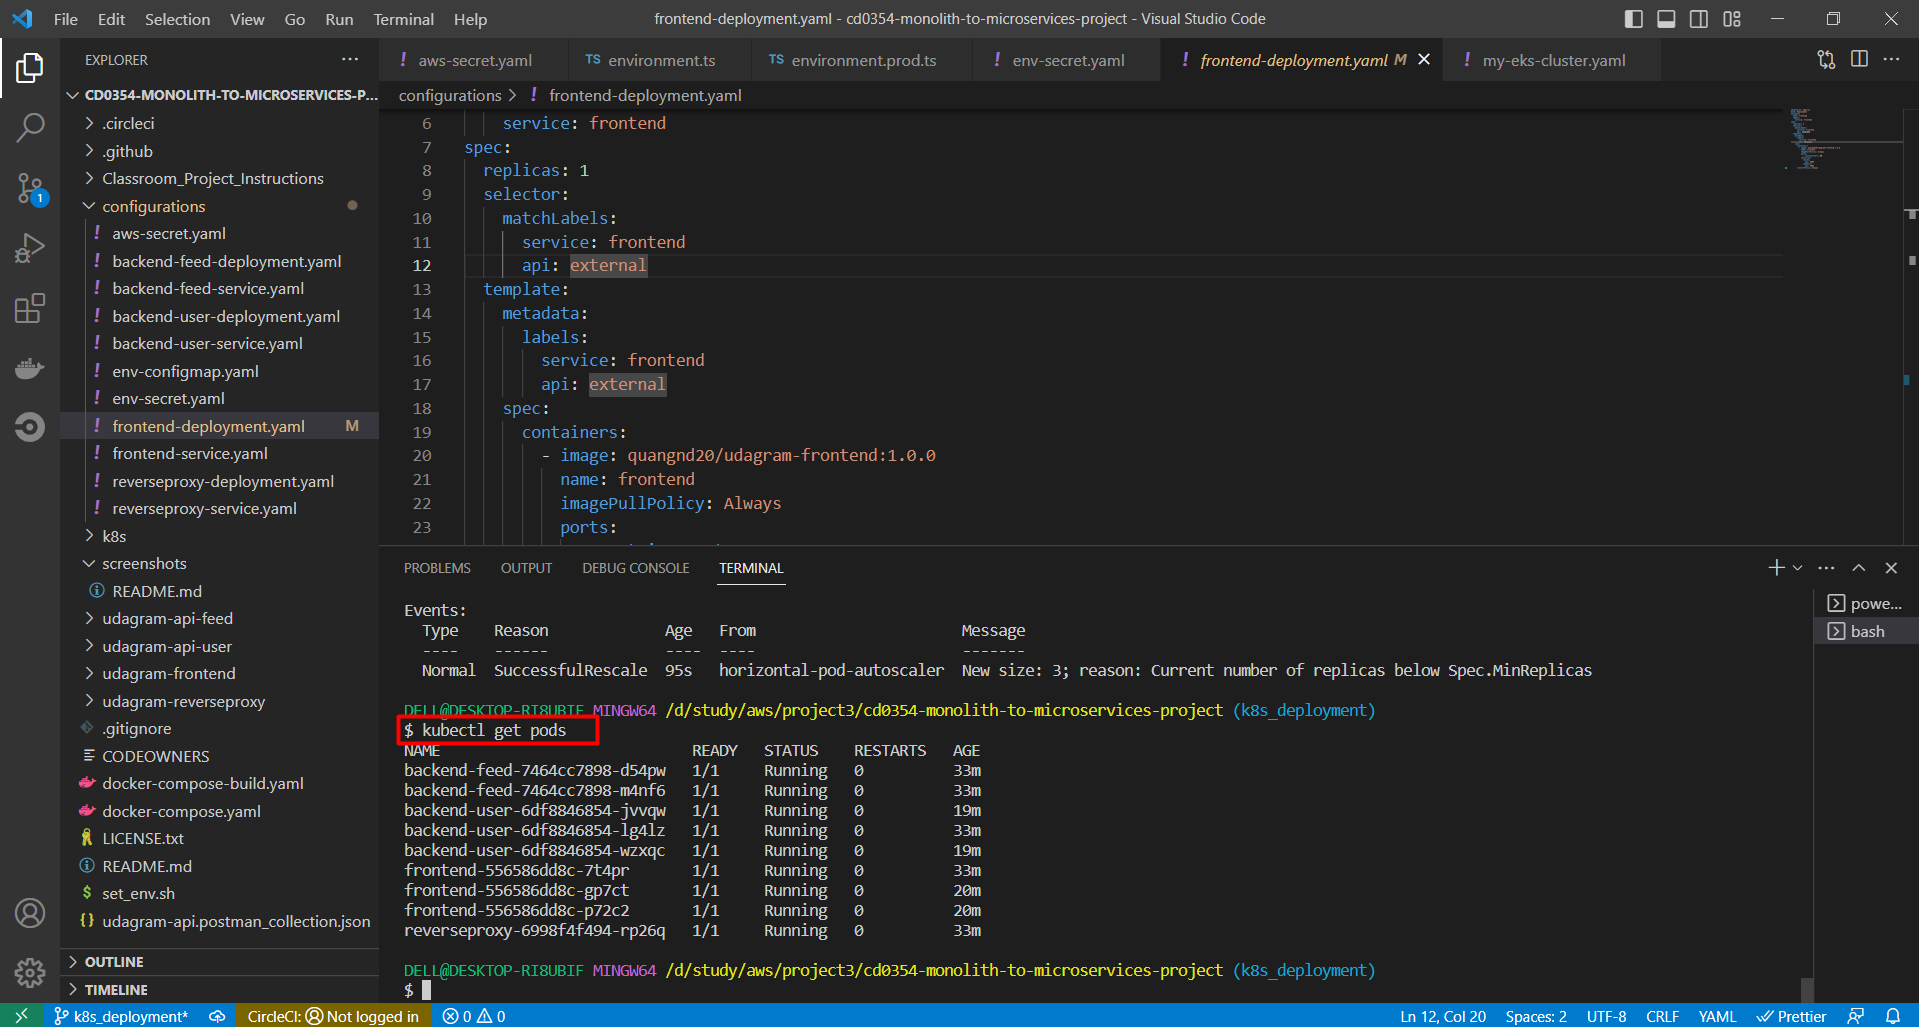 File Edit Selection View Go Run Terminal Help
frontend-deployment.yaml - cd0354-monolith-to-microservices-project - Visual Studio Code
EXPLORER
CD0354-MONOLITH-TO-MICROSERVICES-P...
.circleci
.github
Classroom_Project_Instructions
configurations
! aws-secret.yaml
! backend-feed-deployment.yaml
! backend-feed-service.yaml
! backend-user-deployment.yaml
! backend-user-service.yaml
! env-configmap.yaml
! env-secret.yaml
! frontend-deployment.yaml M
! frontend-service.yaml
! reverseproxy-deployment.yaml
! reverseproxy-service.yaml
k8s
screenshots
README.md
udagram-api-feed
udagram-api-user
udagram-frontend
udagram-reverseproxy
.gitignore
CODEOWNERS
docker-compose-build.yaml
docker-compose.yaml
LICENSE.txt
README.md
$ set_env.sh
{} udagram-api.postman_collection.json
OUTLINE
TIMELINE
1
! aws-secret.yaml TS environment.ts TS environment.prod.ts ! env-secret.yaml ! frontend-deployment.yaml M ! my-eks-cluster.yaml
configurations > ! frontend-deployment.yaml
6 service: frontend
7 spec:
8 replicas: 1
9 selector:
10 matchLabels:
11 service: frontend
12 api: external
13 template:
14 metadata:
15 labels:
16 service: frontend
17 api: external
18 spec:
19 containers:
20 - image: quangnd20/udagram-frontend:1.0.0
21 name: frontend
22 imagePullPolicy: Always
23 ports:
PROBLEMS OUTPUT DEBUG CONSOLE TERMINAL
powe...
bash
Events:
Type Reason Age From Message
---- ------ ---- ---- -------
Normal SuccessfulRescale 95s horizontal-pod-autoscaler New size: 3; reason: Current number of replicas below Spec.MinReplicas
DELL@DESKTOP-RI8UBIF MINGW64 /d/study/aws/project3/cd0354-monolith-to-microservices-project (k8s_deployment)
$ kubectl get pods
NAME READY STATUS RESTARTS AGE
backend-feed-7464cc7898-d54pw 1/1 Running 0 33m
backend-feed-7464cc7898-m4nf6 1/1 Running 0 33m
backend-user-6df8846854-jvvqw 1/1 Running 0 19m
backend-user-6df8846854-lg4lz 1/1 Running 0 33m
backend-user-6df8846854-wzxqc 1/1 Running 0 19m
frontend-556586dd8c-7t4pr 1/1 Running 0 33m
frontend-556586dd8c-gp7ct 1/1 Running 0 20m
frontend-556586dd8c-p72c2 1/1 Running 0 20m
reverseproxy-6998f4f494-rp26q 1/1 Running 0 33m
DELL@DESKTOP-RI8UBIF MINGW64 /d/study/aws/project3/cd0354-monolith-to-microservices-project (k8s_deployment)
$
k8s_deployment* CircleCI: Not logged in 0 0 Ln 12, Col 20 Spaces: 2 UTF-8 CRLF YAML Prettier